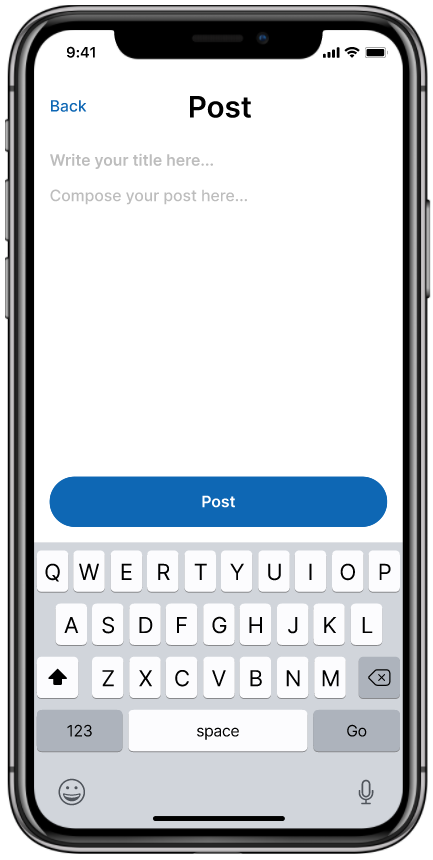 9:41
Back Post
Write your title here...
Compose your post here...
Post
Q W E R T Y U I O P
A S D F G H J K L
Z X C V B N M
123 space Go